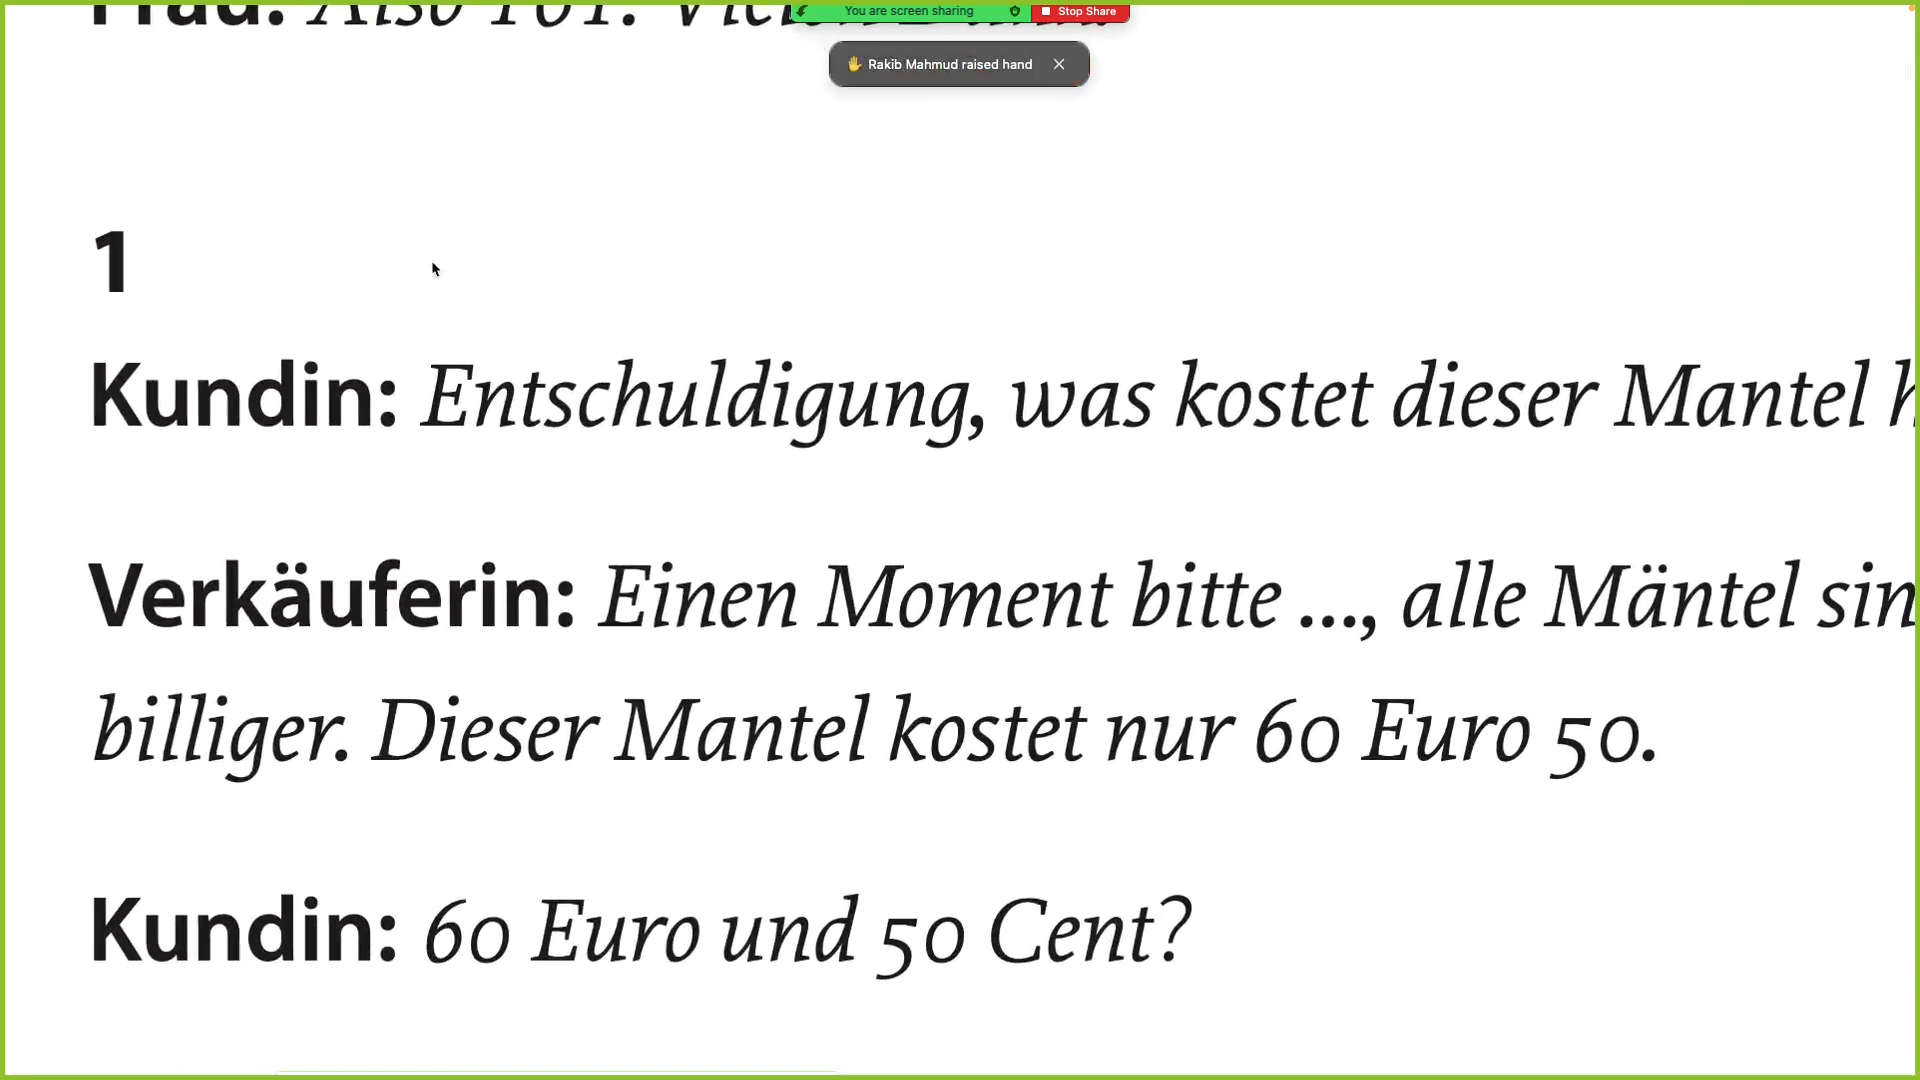 You are screen sharing Stop Share
Rakib Mahmud raised hand
1
Kundin: Entschuldigung, was kostet dieser Mantel
Verkäuferin: Einen Moment bitte ..., alle Mäntel
billiger. Dieser Mantel kostet nur 60 Euro 50.
Kundin: 60 Euro und 50 Cent?